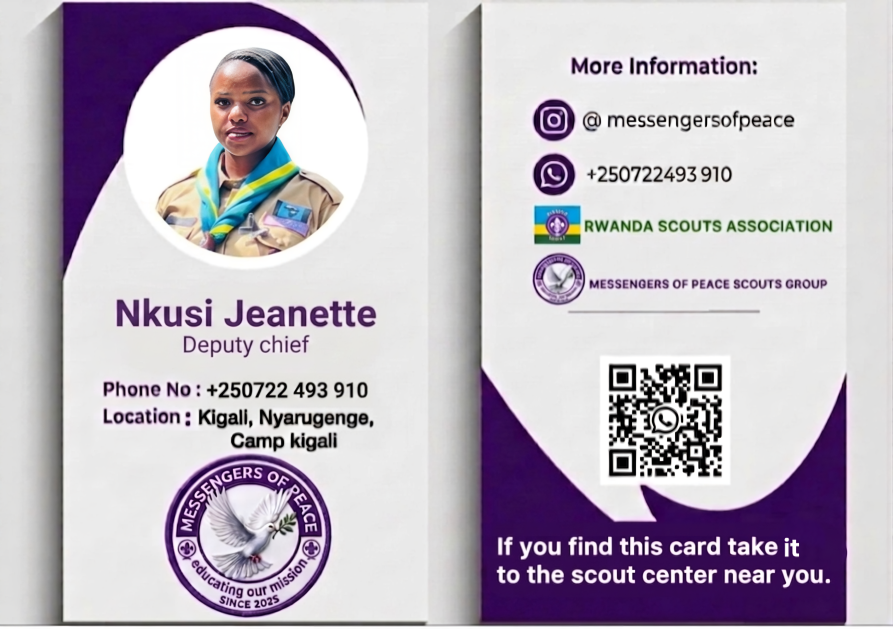 Nkusi Jeanette
Deputy chief
Phone No : +250722 493 910
Location : Kigali, Nyarugenge,
Camp kigali
MESSENGERS OF PEACE
educating our mission
SINCE 2025
More Information:
@ messengersofpeace
+250722493 910
RWANDA SCOUTS ASSOCIATION
MESSENGERS OF PEACE SCOUTS GROUP
If you find this card take it
to the scout center near you.